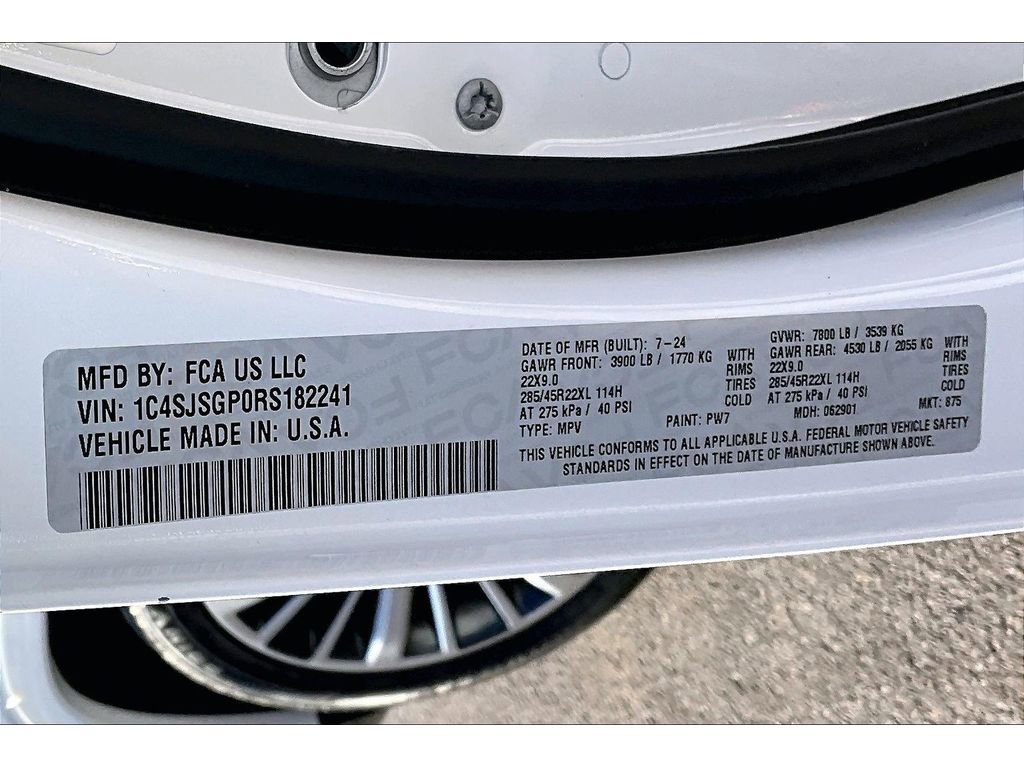 MFD BY: FCA US LLC
VIN: 1C4SJSGP0RS182241
VEHICLE MADE IN: U.S.A.
DATE OF MFR (BUILT): 7-24
GAWR FRONT: 3900 LB / 1770 KG WITH
22X9.0 RIMS
285/45R22XL 114H TIRES
AT 275 kPa / 40 PSI COLD
TYPE: MPV PAINT: PW7
GVWR: 7800 LB / 3539 KG
GAWR REAR: 4530 LB / 2055 KG WITH
22X9.0 RIMS
285/45R22XL 114H TIRES
AT 275 kPa / 40 PSI COLD
MDH: 062901 MKT: 875
THIS VEHICLE CONFORMS TO ALL APPLICABLE U.S.A. FEDERAL MOTOR VEHICLE SAFETY
STANDARDS IN EFFECT ON THE DATE OF MANUFACTURE SHOWN ABOVE.